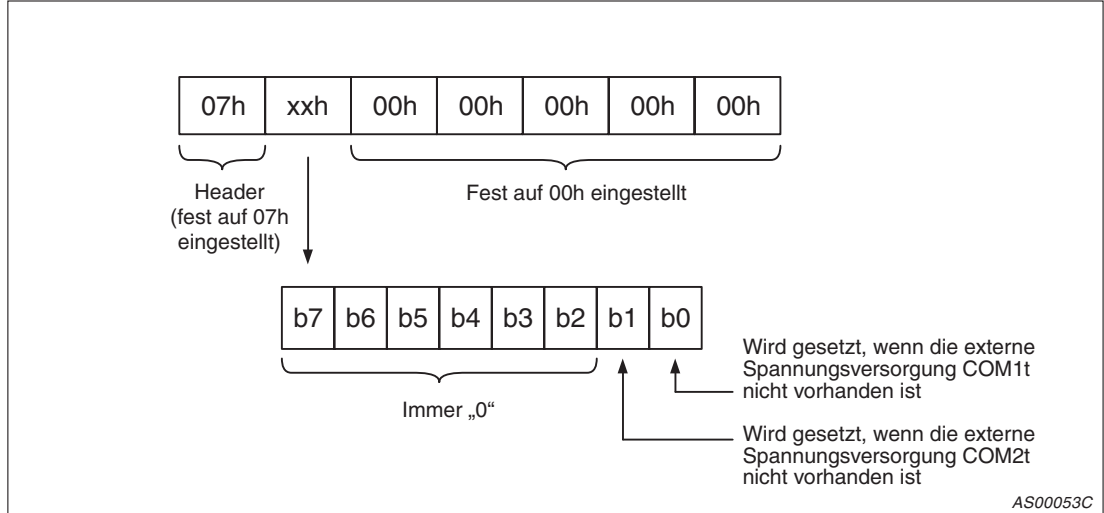 07h xxh 00h 00h 00h 00h 00h
Header
(fest auf 07h
eingestellt)
Fest auf 00h eingestellt
b7 b6 b5 b4 b3 b2 b1 b0
Immer „0“
Wird gesetzt, wenn die externe
Spannungsversorgung COM1t
nicht vorhanden ist
Wird gesetzt, wenn die externe
Spannungsversorgung COM2t
nicht vorhanden ist
AS00053C